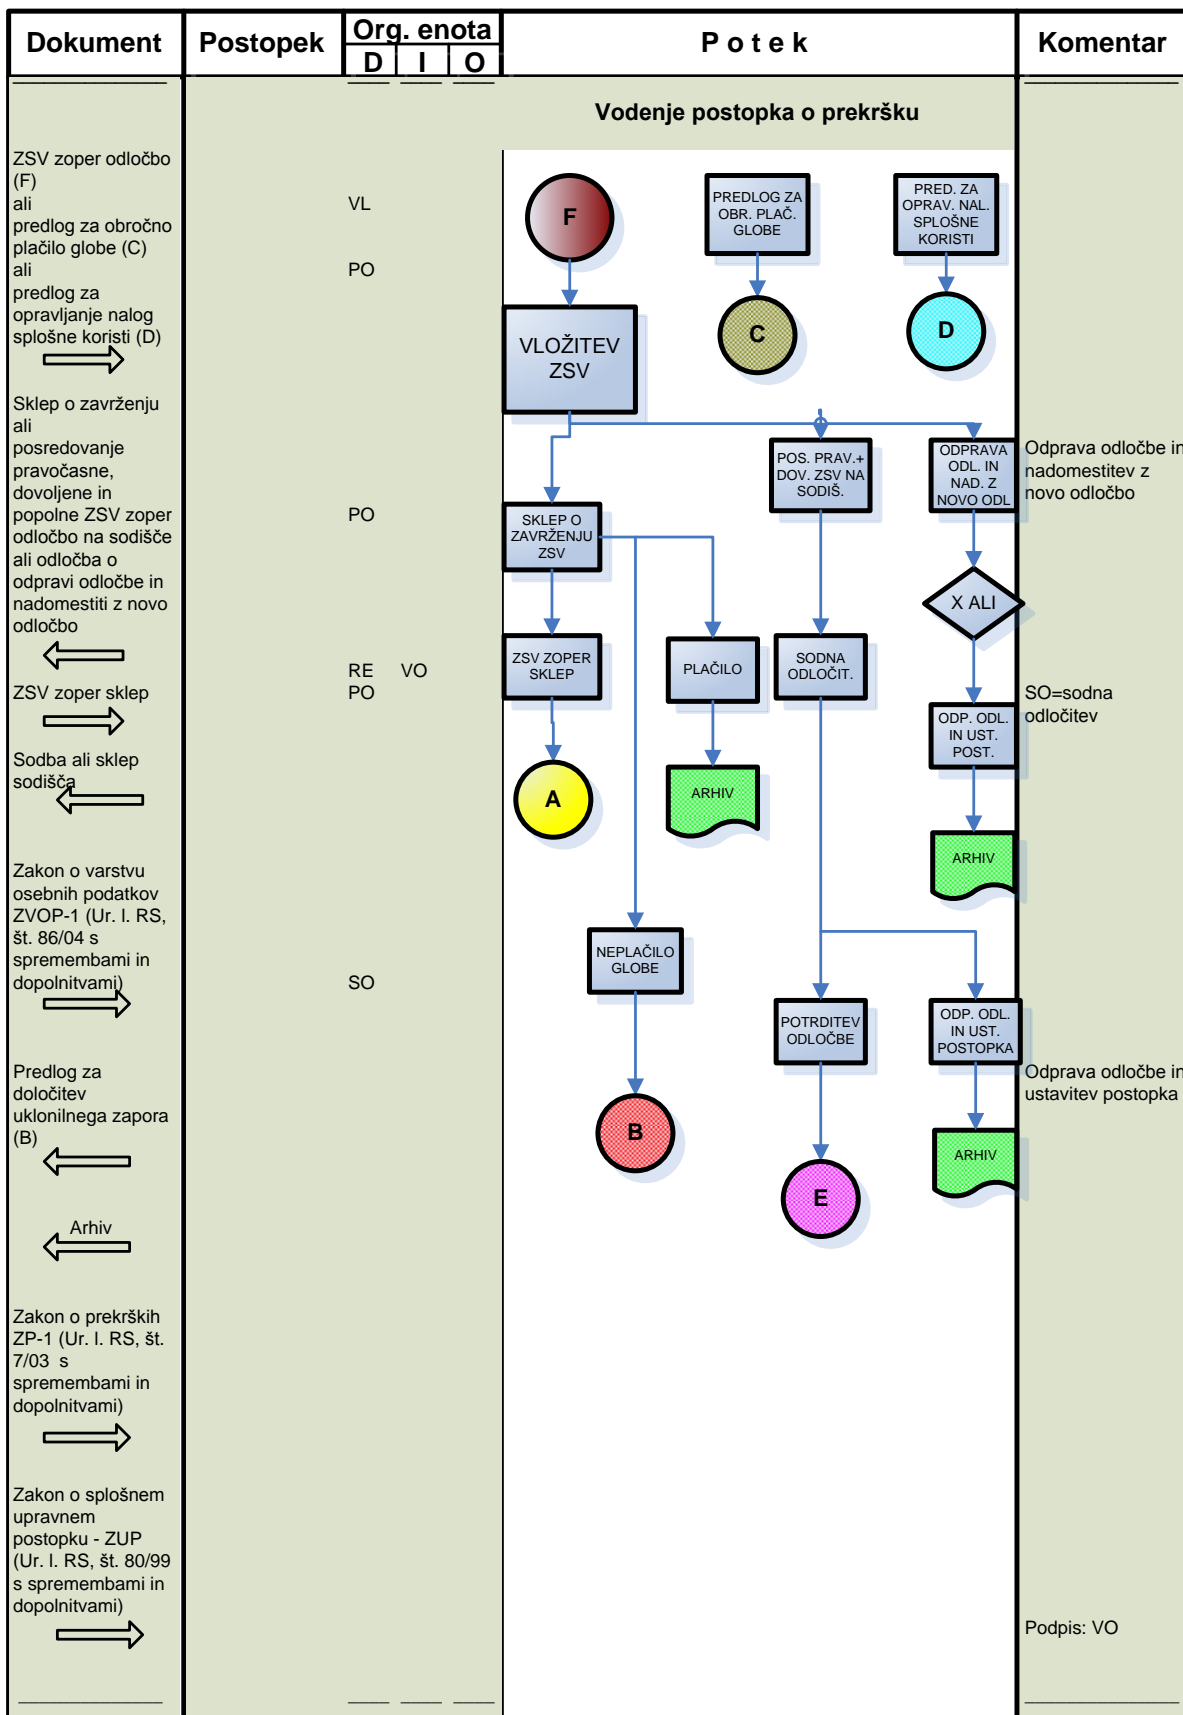 Dokument
Postopek
Org. enota
D I O
P o t e k
Komentar
Vodenje postopka o prekršku
ZSV zoper odločbo
(F)
ali
predlog za obročno
plačilo globe (C)
ali
predlog za
opravljanje nalog
splošne koristi (D)
Sklep o zavrženju
ali
posredovanje
pravočasne,
dovoljene in
popolne ZSV zoper
odločbo na sodišče
ali odločba o
odpravi odločbe in
nadomestiti z novo
odločbo
ZSV zoper sklep
Sodba ali sklep
sodišča
Zakon o varstvu
osebnih podatkov
ZVOP-1 (Ur. l. RS,
št. 86/04 s
spremembami in
dopolnitvami)
Predlog za
določitev
uklonilnega zapora
(B)
Arhiv
Zakon o prekrških
ZP-1 (Ur. l. RS, št.
7/03 s
spremembami in
dopolnitvami)
Zakon o splošnem
upravnem
postopku - ZUP
(Ur. l. RS, št. 80/99
s spremembami in
dopolnitvami)
VL
PO
PO
RE VO
PO
SO
F
PREDLOG ZA
OBR. PLAČ.
GLOBE
PRED. ZA
OPRAV. NAL.
SPLOŠNE
KORISTI
VLOŽITEV
ZSV
C
D
SKLEP O
ZAVRŽENJU
ZSV
POS. PRAV.+
DOV. ZSV NA
SODIŠ.
ODPRAVA
ODL. IN
NAD. Z
NOVO ODL
X ALI
ZSV ZOPER
SKLEP
PLAČILO
SODNA
ODLOČIT.
ODP. ODL.
IN UST.
POST.
A
ARHIV
ARHIV
NEPLAČILO
GLOBE
POTRDITEV
ODLOČBE
ODP. ODL.
IN UST.
POSTOPKA
B
E
ARHIV
Odprava odločbe in
nadomestitev z
novo odločbo
SO=sodna
odločitev
Odprava odločbe in
ustavitev postopka
Podpis: VO